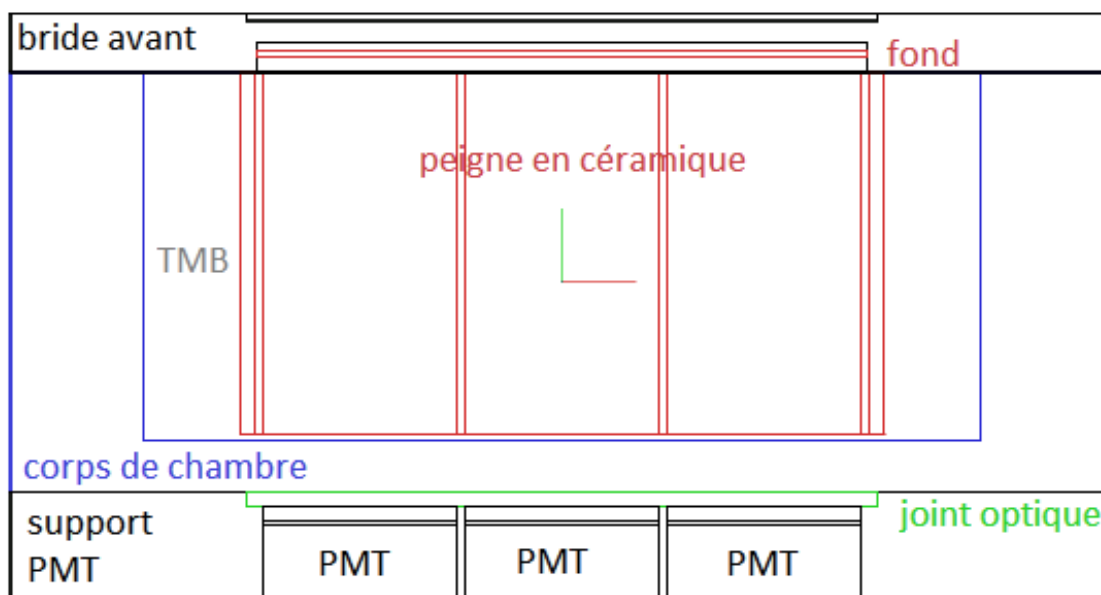 bride avant
fond
peigne en céramique
TMB
corps de chambre
support
PMT
joint optique
PMT
PMT
PMT